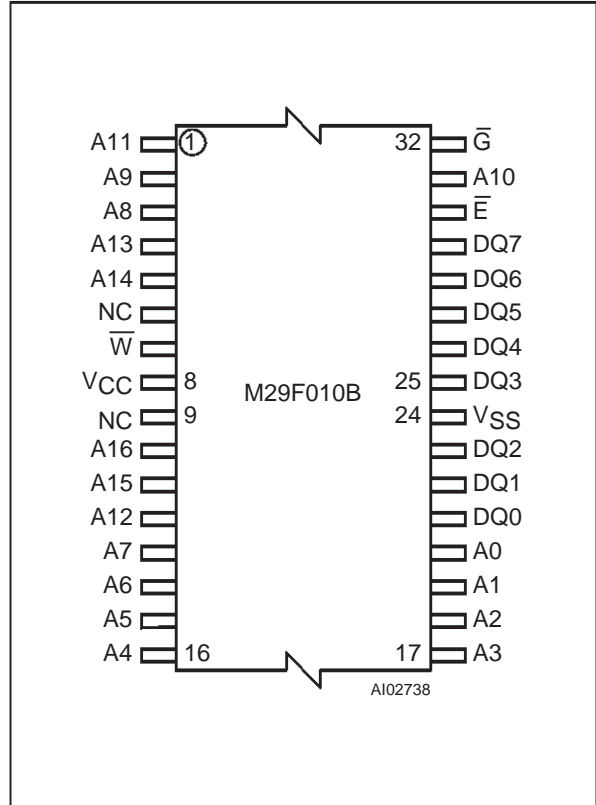 A11 1 32 G̅
A9 A10
A8 E̅
A13 DQ7
A14 DQ6
NC DQ5
W̅ DQ4
VCC 8 25 DQ3
M29F010B
NC 9 24 VSS
A16 DQ2
A15 DQ1
A12 DQ0
A7 A0
A6 A1
A5 A2
A4 16 17 A3
AI02738